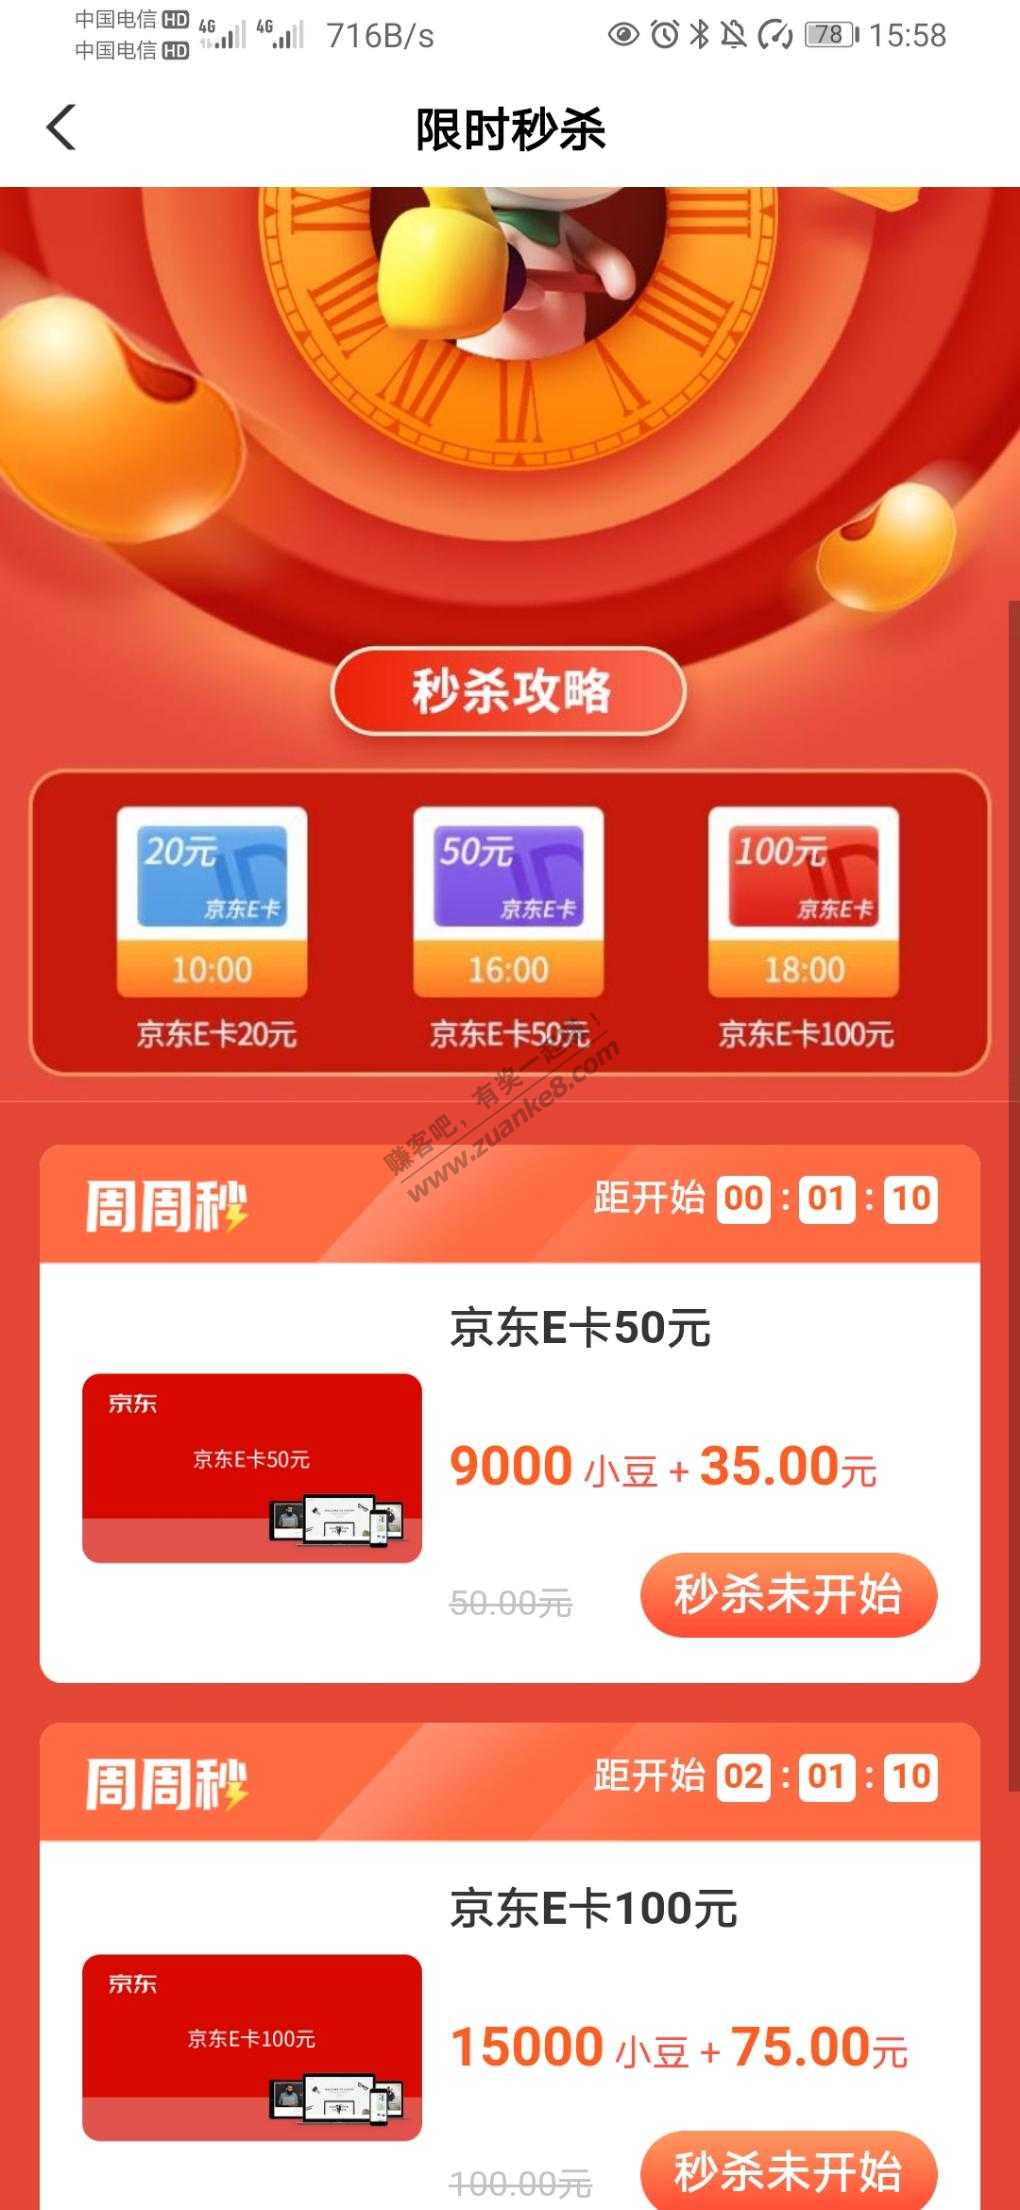 中国电信 HD 4G 4G 716B/s 78 15:58
中国电信 HD
限时秒杀
秒杀攻略
20元 50元 100元
京东E卡 京东E卡 京东E卡
10:00 16:00 18:00
京东E卡20元 京东E卡50元 京东E卡100元
赚客吧，有奖一起赚！
www.zuanke8.com
周周秒 距开始 00 : 01 : 10
京东E卡50元
京东
京东E卡50元
9000 小豆 + 35.00元
50.00元 秒杀未开始
周周秒 距开始 02 : 01 : 10
京东E卡100元
京东
京东E卡100元
15000 小豆 + 75.00元
100.00元 秒杀未开始